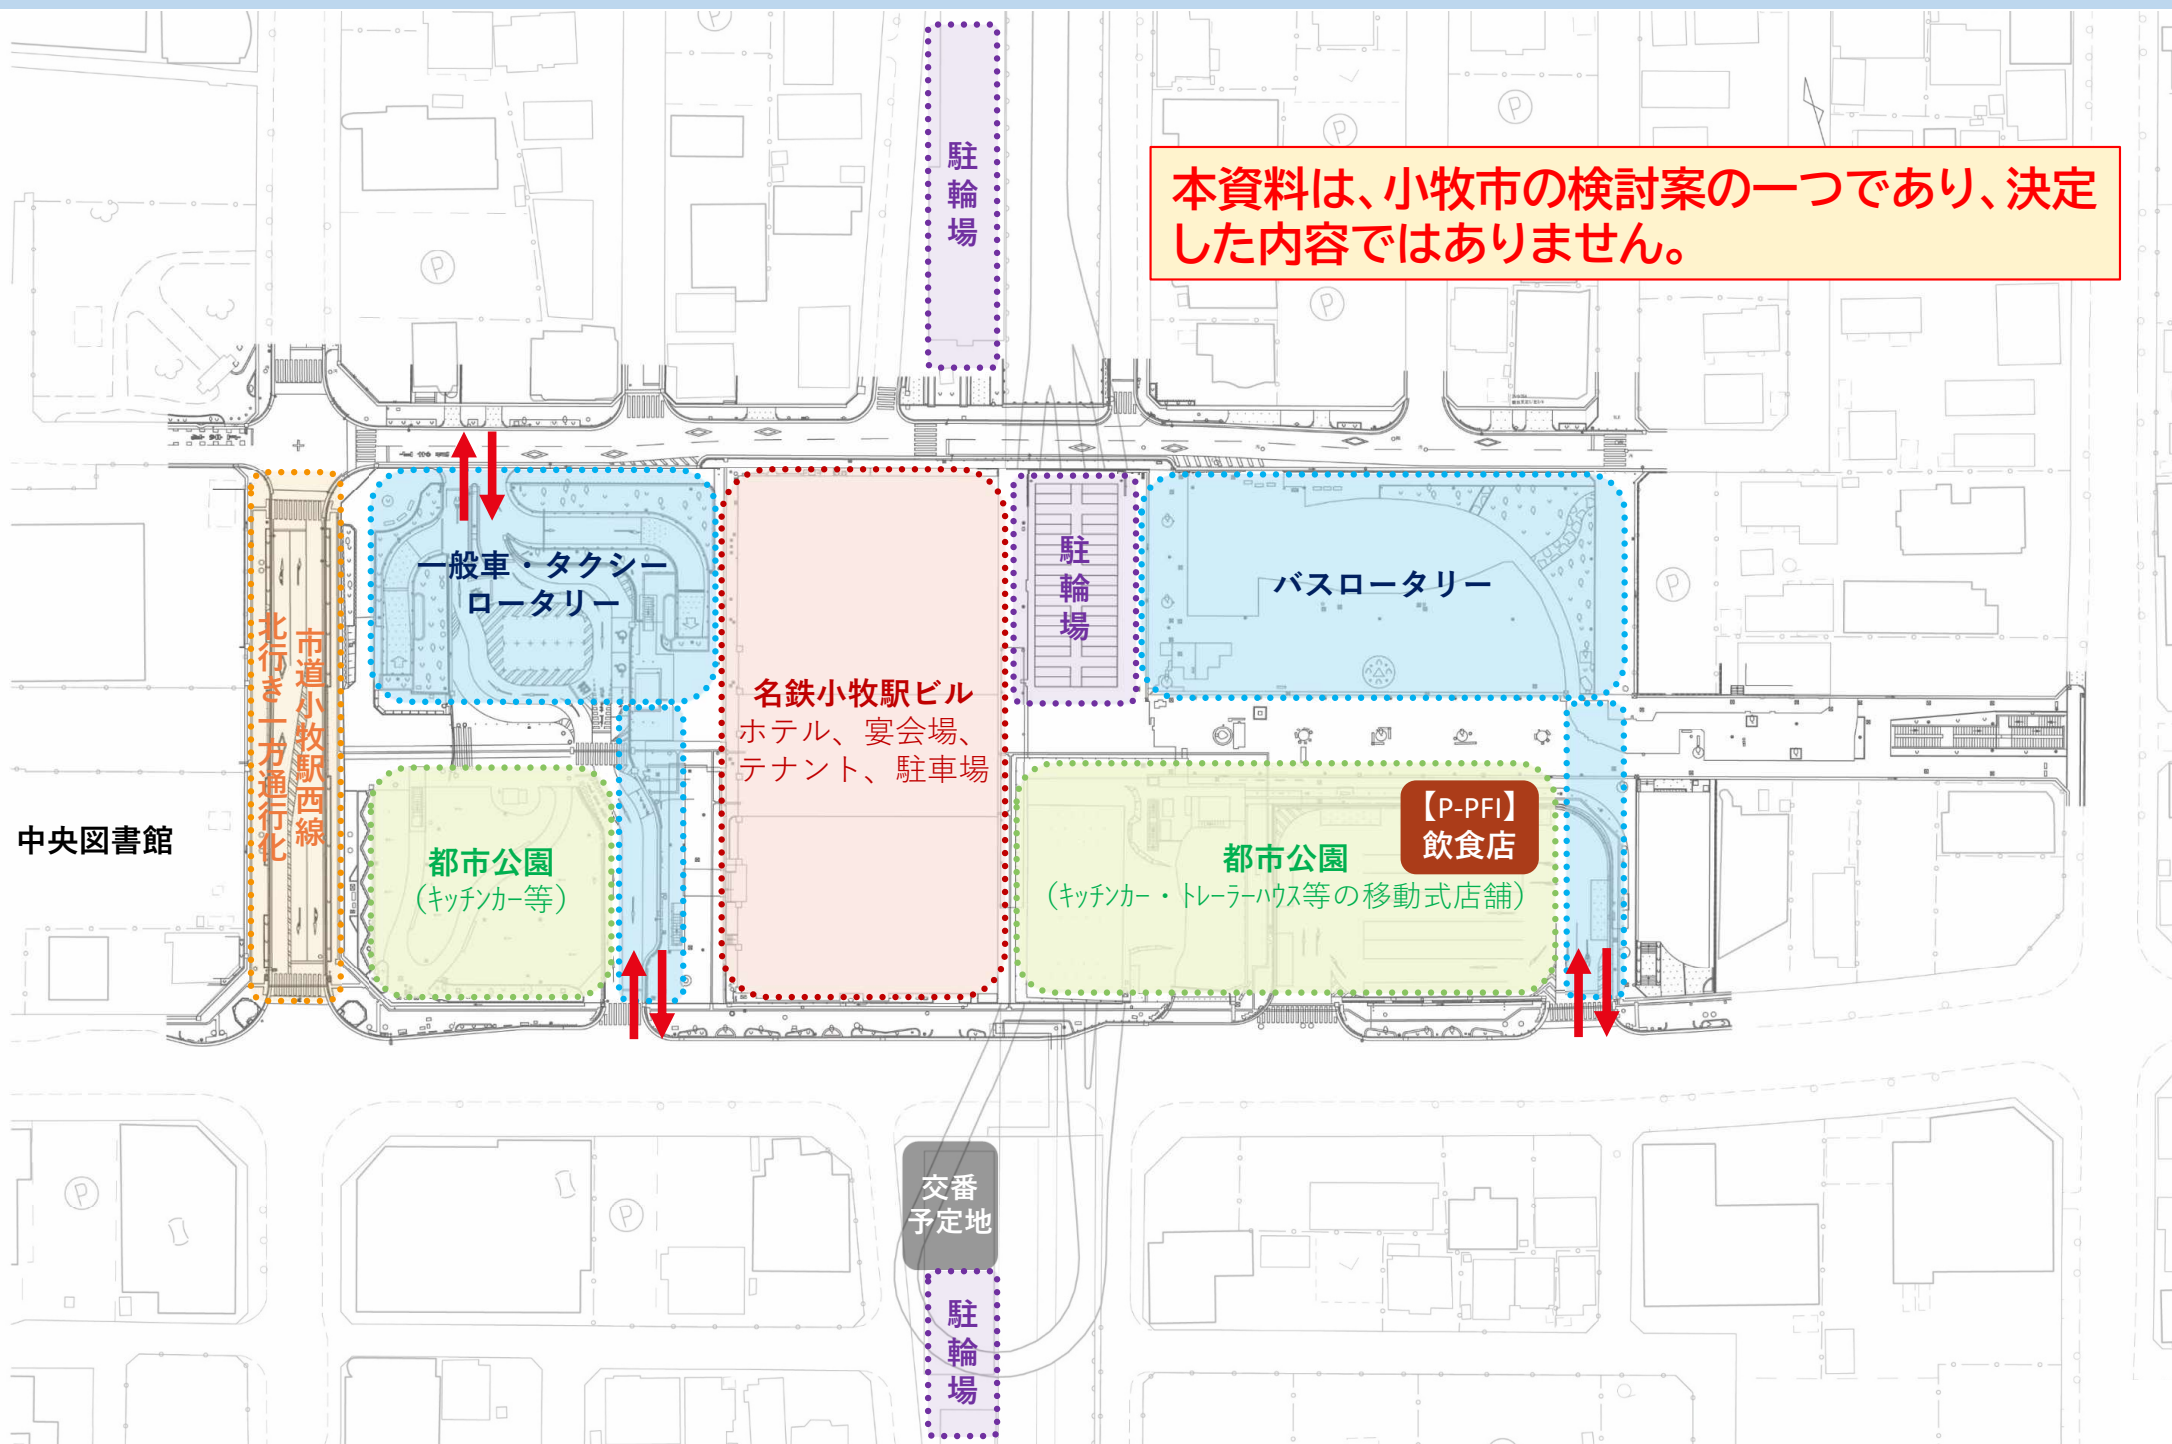 駐輪場
本資料は、小牧市の検討案の一つであり、決定
した内容ではありません。
P
P
P
P
P
一般車・タクシー
ロータリー
駐輪場
バスロータリー
P
市道小牧駅西線
北行き一方通行化
名鉄小牧駅ビル
ホテル、宴会場、
テナント、駐車場
中央図書館
都市公園
(キッチンカー等)
都市公園
(キッチンカー・トレーラーハウス等の移動式店舗)
【P-PFI】
飲食店
交番
予定地
P
P
駐輪場